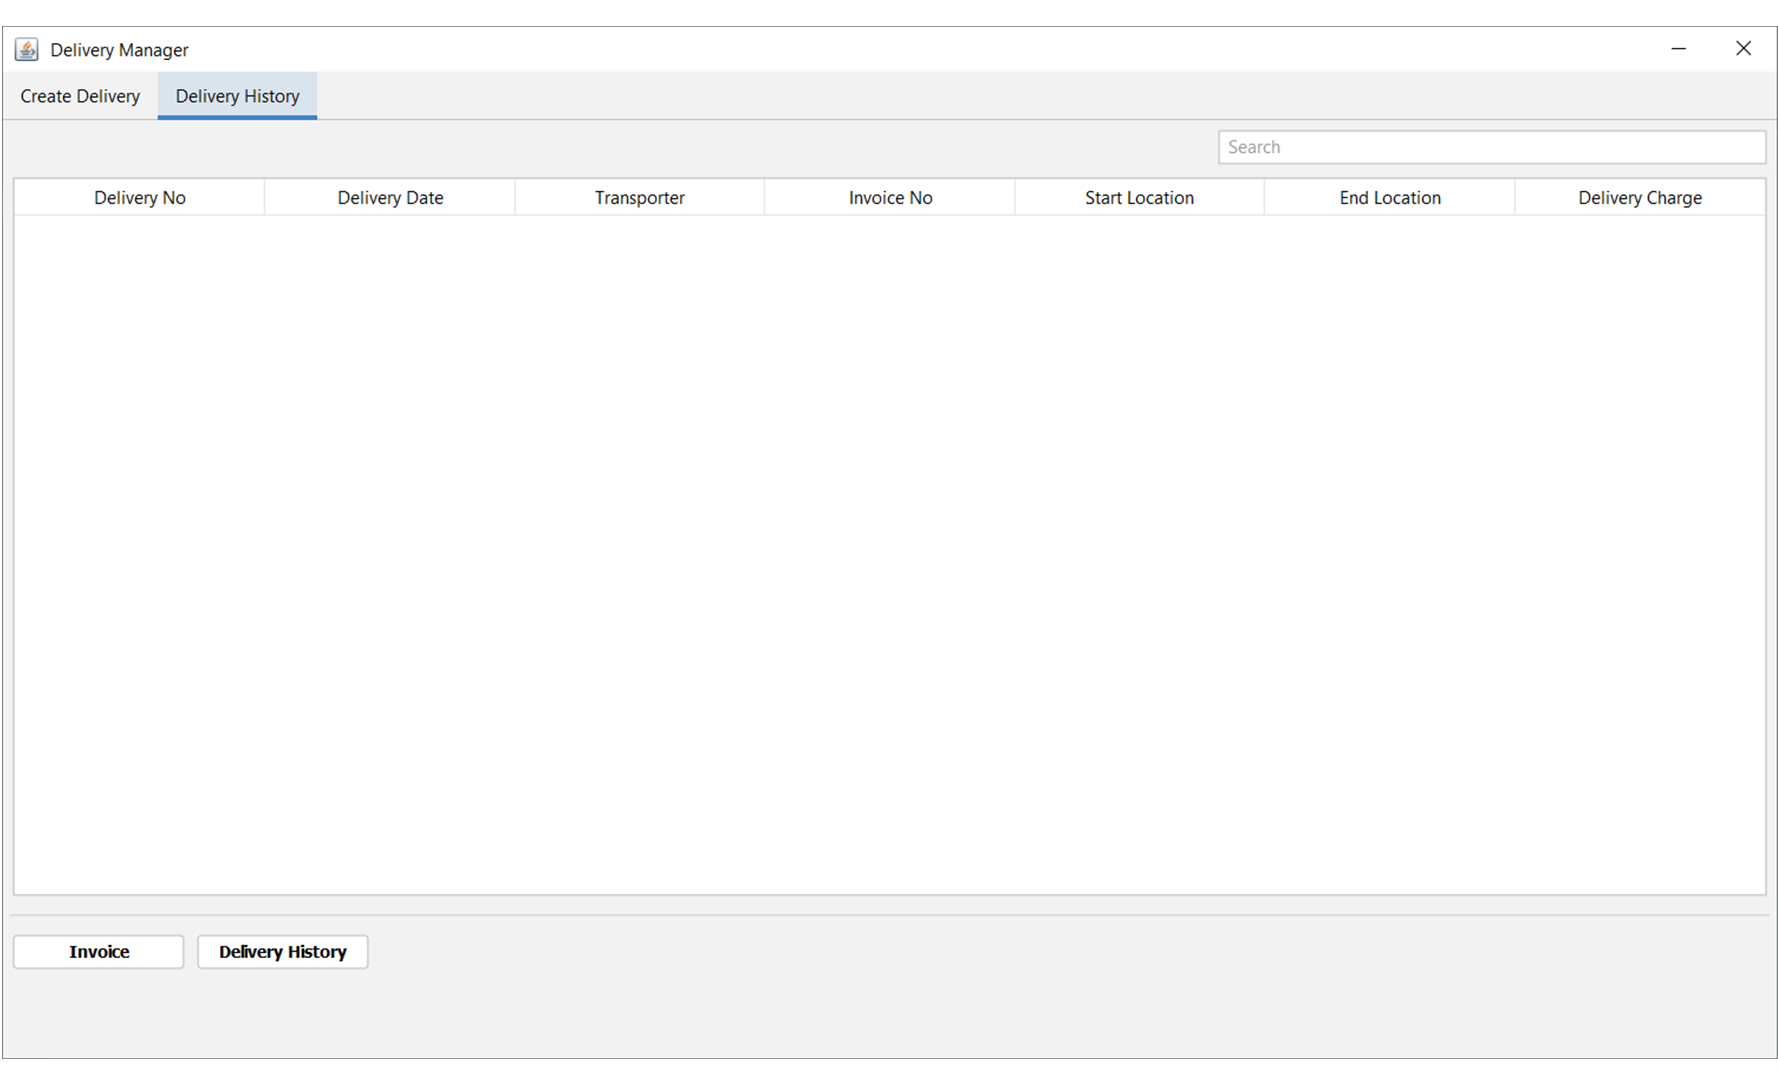 Delivery Manager
Create Delivery Delivery History
Search
Delivery No Delivery Date Transporter Invoice No Start Location End Location Delivery Charge
Invoice Delivery History